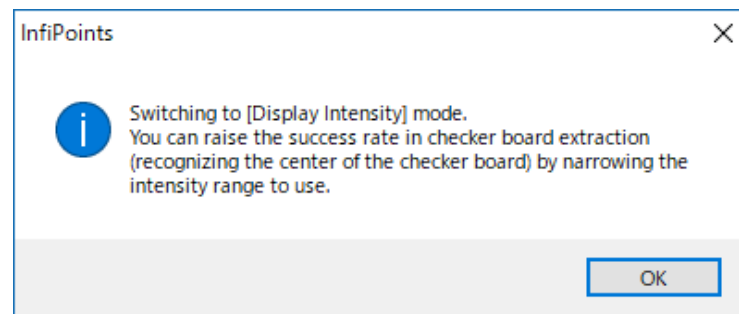 InfiPoints
Switching to [Display Intensity] mode.
You can raise the success rate in checker board extraction
(recognizing the center of the checker board) by narrowing the
intensity range to use.
OK